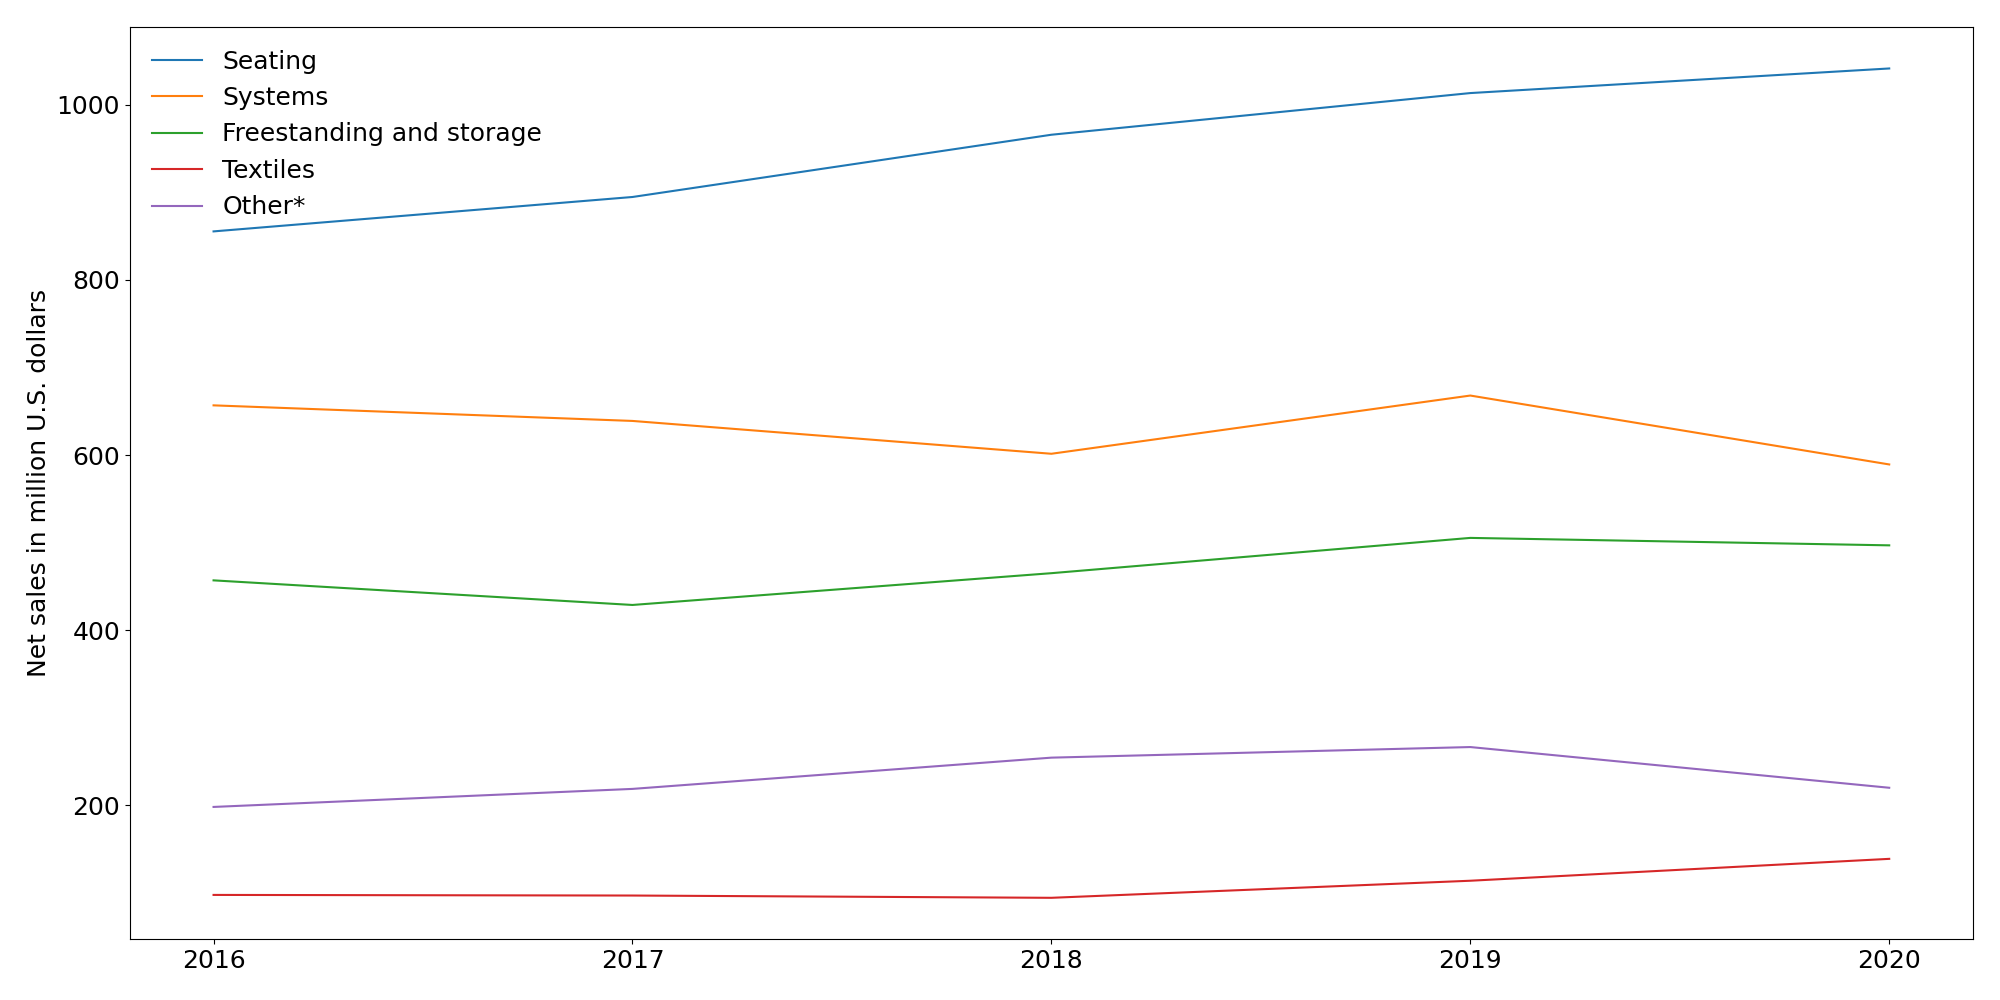 Seating
Systems
Freestanding and storage
Textiles
Other*
Net sales in million U.S. dollars
1000
800
600
400
200
2016 2017 2018 2019 2020